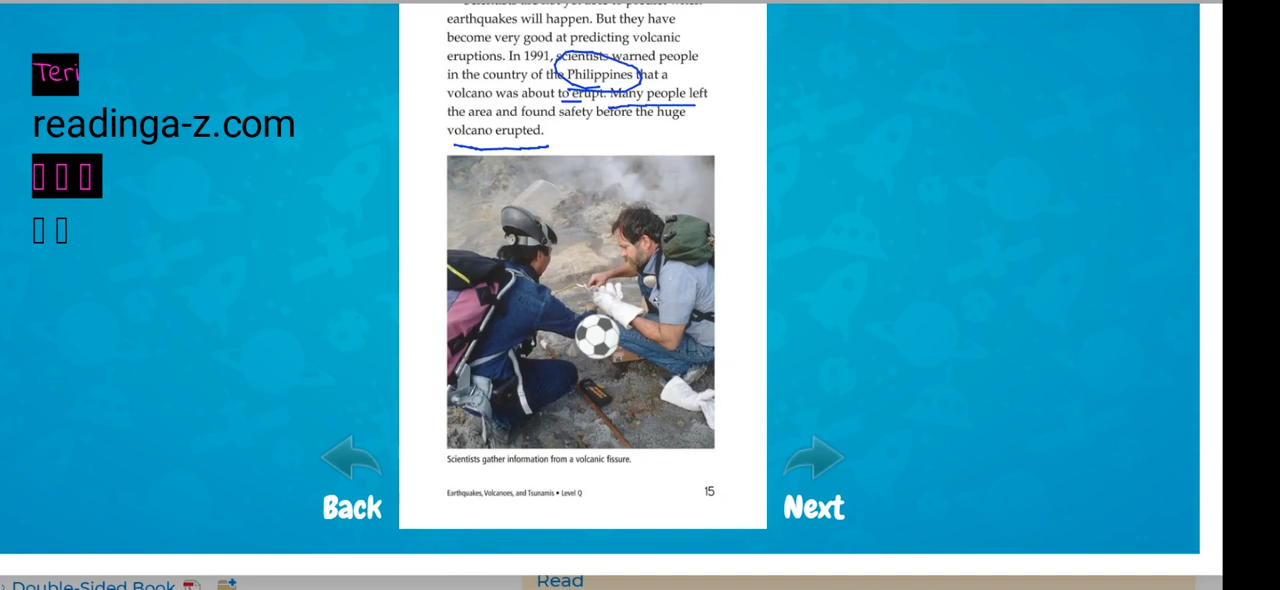 earthquakes will happen. But they have
become very good at predicting volcanic
eruptions. In 1991, scientists warned people
in the country of the Philippines that a
volcano was about to erupt. Many people left
the area and found safety before the huge
volcano erupted.
Scientists gather information from a volcanic fissure.
Earthquakes, Volcanoes, and Tsunamis • Level Q
15
Teri
readinga-z.com
Back
Next
Double-Sided Book
Read